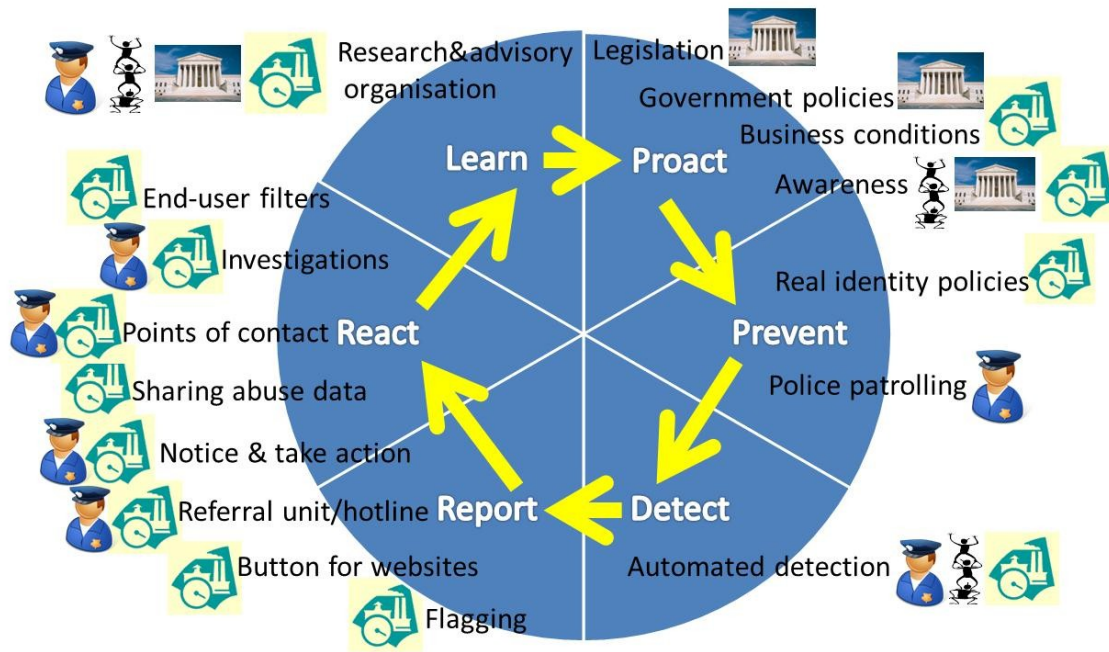 Research&advisory
organisation
Legislation
Government policies
Business conditions
Learn
Proact
Awareness
End-user filters
Investigations
Real identity policies
Points of contact
React
Prevent
Sharing abuse data
Police patrolling
Notice & take action
Referral unit/hotline
Report
Detect
Button for websites
Automated detection
Flagging